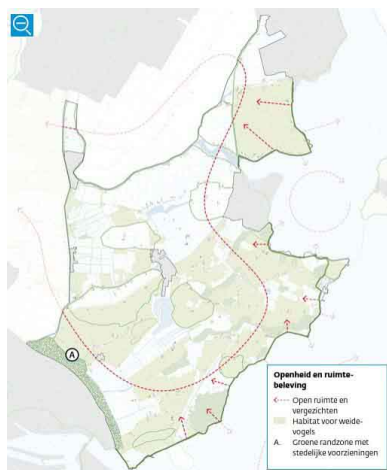 A
Openheid en ruimte-
beleving
Open ruimte en
vergezichten
Habitat voor weide-
vogels
A. Groene randzone met
stedelijke voorzieningen